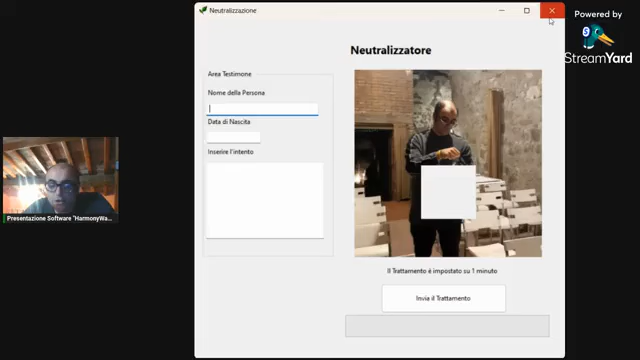 Neutralizzazione
Powered by
StreamYard
Neutralizzatore
Area Testimone
Nome della Persona
Data di Nascita
Inserire l'intento
Presentazione Software "HarmonyWa...
Il Trattamento è impostato su 1 minuto
Invia il Trattamento